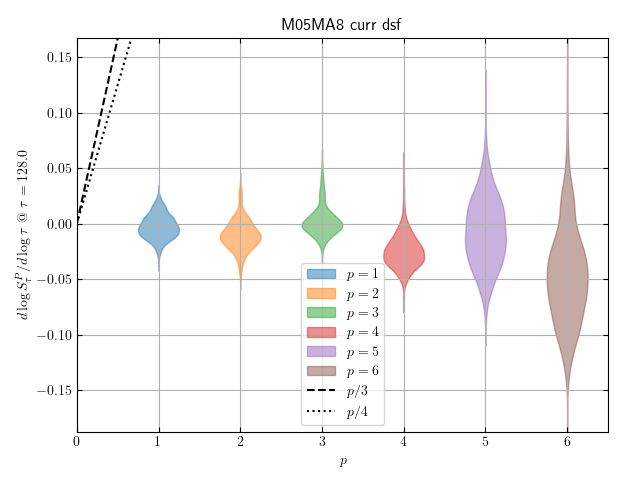 M05MA8 curr dsf
d log S_τ^P / d log τ @ τ = 128.0
0.15
0.10
0.05
0.00
−0.05
−0.10
−0.15
p = 1
p = 2
p = 3
p = 4
p = 5
p = 6
p/3
p/4
0 1 2 3 4 5 6
p